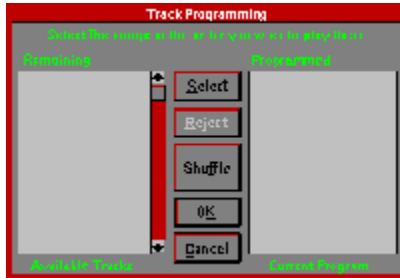 Track Programming
Select The songs in the order you wish to play them
Remaining
Programmed
Select
Reject
Shuffle
OK
Cancel
Available Tracks
Current Program